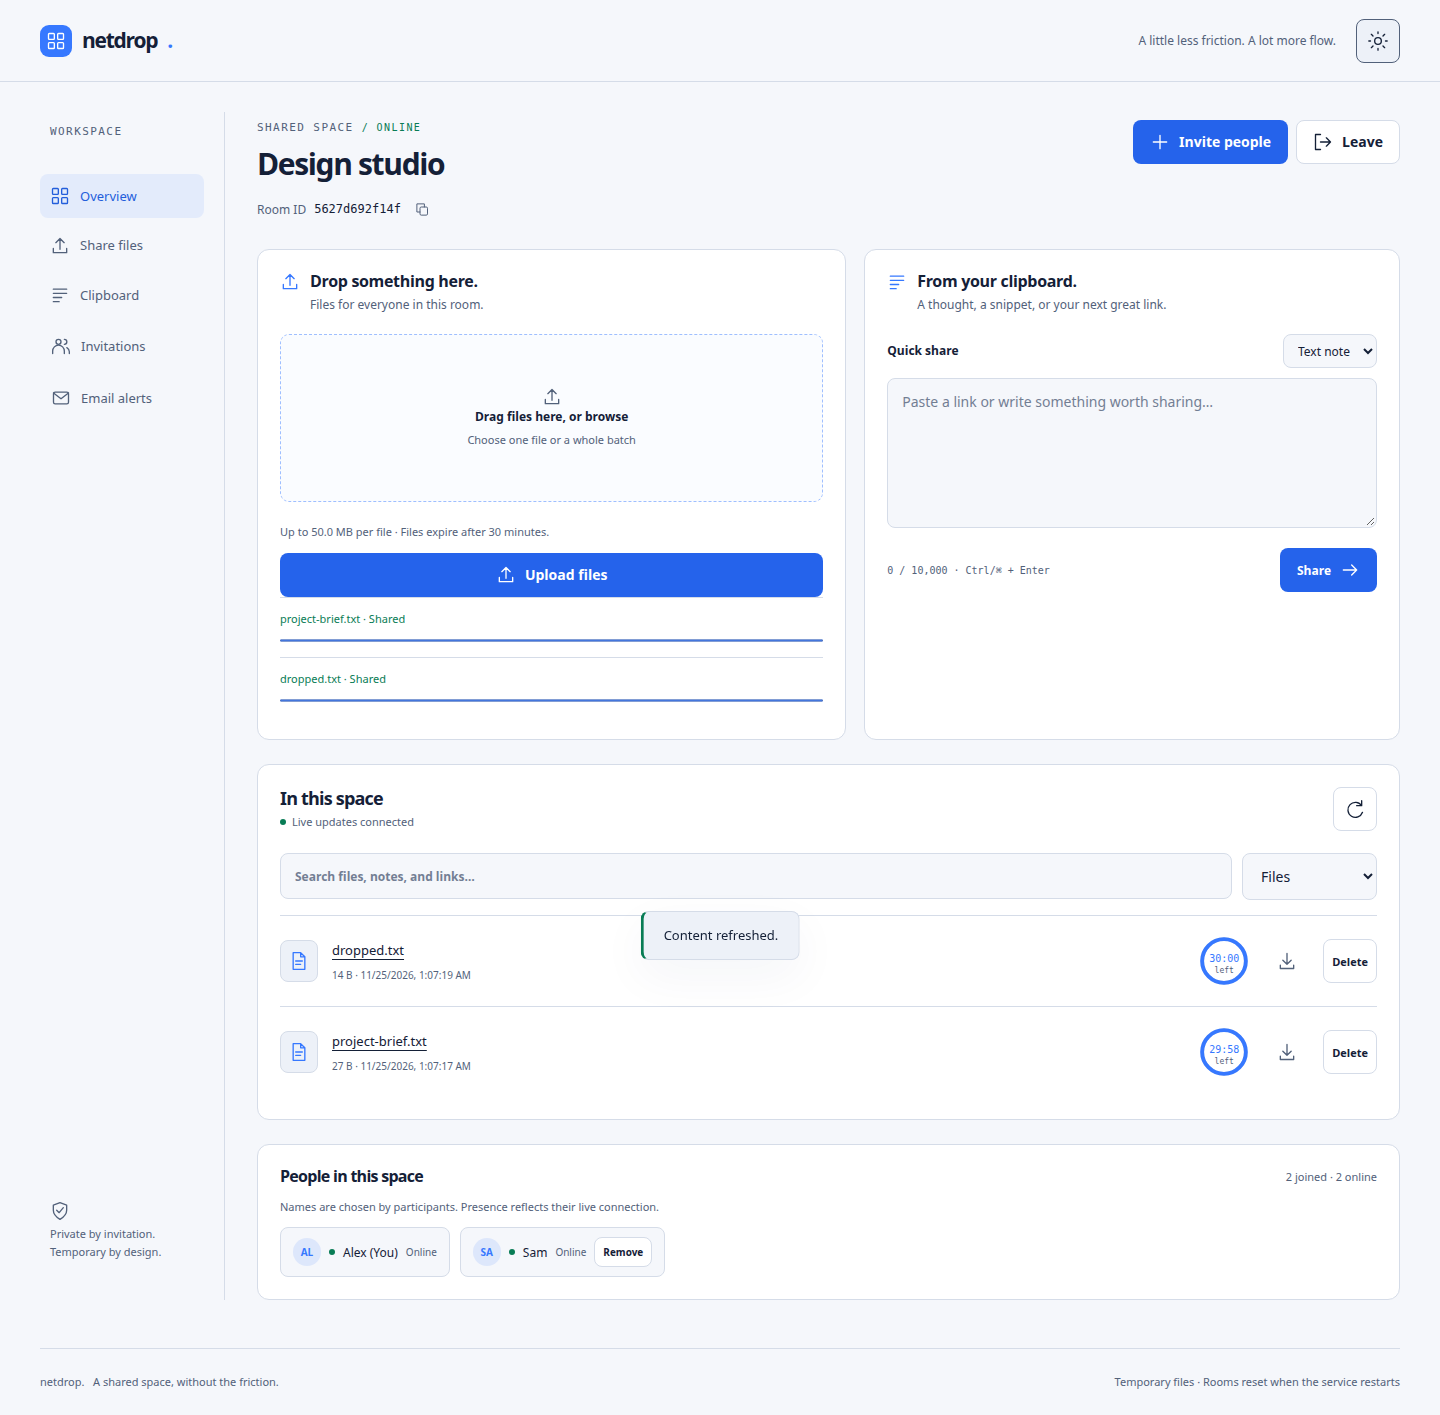 netdrop.
A little less friction. A lot more flow.
WORKSPACE
Overview
Share files
Clipboard
Invitations
Email alerts
Private by invitation.
Temporary by design.
SHARED SPACE / ONLINE
Design studio
Room ID 5627d692f14f
Invite people
Leave
Drop something here.
Files for everyone in this room.
Drag files here, or browse
Choose one file or a whole batch
Up to 50.0 MB per file · Files expire after 30 minutes.
Upload files
project-brief.txt · Shared
dropped.txt · Shared
From your clipboard.
A thought, a snippet, or your next great link.
Quick share
Text note
Paste a link or write something worth sharing...
0 / 10,000 · Ctrl/⌘ + Enter
Share
In this space
Live updates connected
Search files, notes, and links...
Files
Content refreshed.
dropped.txt
14 B · 11/25/2026, 1:07:19 AM
30:00
left
Delete
project-brief.txt
27 B · 11/25/2026, 1:07:17 AM
29:58
left
Delete
People in this space
2 joined · 2 online
Names are chosen by participants. Presence reflects their live connection.
AL Alex (You) Online
SA Sam Online Remove
netdrop. A shared space, without the friction.
Temporary files · Rooms reset when the service restarts